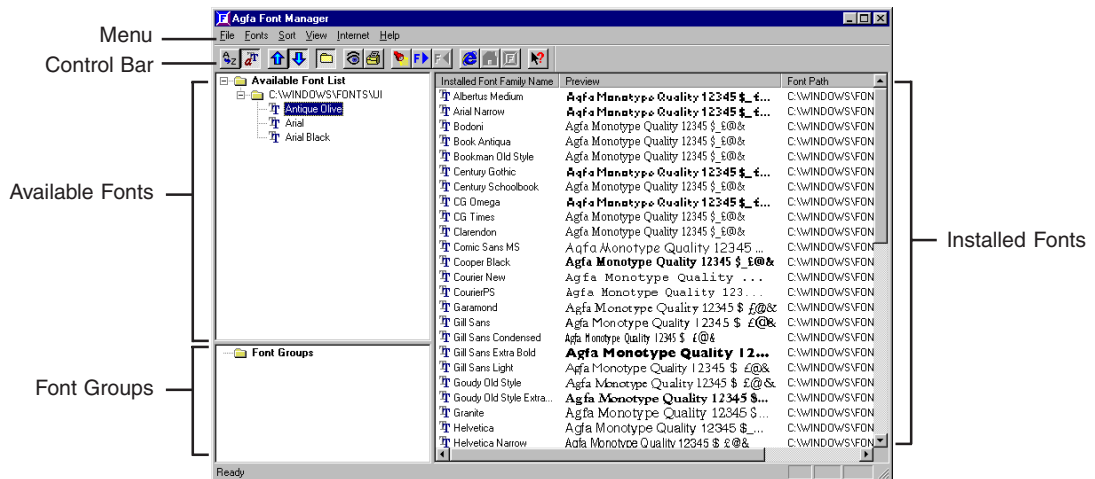 Agfa Font Manager
Menu
File Fonts Sort View Internet Help
Control Bar
Available Fonts
Available Font List
C:\WINDOWS\FONTS\UI
Antique Olive
Arial
Arial Black
Font Groups
Font Groups
Installed Fonts
Installed Font Family Name Preview Font Path
Albertus Medium Agfa Monotype Quality 12345 $_£... C:\WINDOWS\FON
Arial Narrow Agfa Monotype Quality 12345 $_£... C:\WINDOWS\FON
Bodoni Agfa Monotype Quality 12345 $_£@& C:\WINDOWS\FON
Book Antiqua Agfa Monotype Quality 12345 $_£@& C:\WINDOWS\FON
Bookman Old Style Agfa Monotype Quality 12345 $_£@& C:\WINDOWS\FON
Century Gothic Agfa Monotype Quality 12345 $_£... C:\WINDOWS\FON
Century Schoolbook Agfa Monotype Quality 12345 $_£@& C:\WINDOWS\FON
CG Omega Agfa Monotype Quality 12345 $_£... C:\WINDOWS\FON
CG Times Agfa Monotype Quality 12345 $_£@& C:\WINDOWS\FON
Clarendon Agfa Monotype Quality 12345 $_£@& C:\WINDOWS\FON
Comic Sans MS Agfa Monotype Quality 12345 ... C:\WINDOWS\FON
Cooper Black Agfa Monotype Quality 12345 $_£@& C:\WINDOWS\FON
Courier New Agfa Monotype Quality ... C:\WINDOWS\FON
CourierPS Agfa Monotype Quality 123... C:\WINDOWS\FON
Garamond Agfa Monotype Quality 12345 $ £@& C:\WINDOWS\FON
Gill Sans Agfa Monotype Quality 12345 $ £@& C:\WINDOWS\FON
Gill Sans Condensed Agfa Monotype Quality 12345 $ £@& C:\WINDOWS\FON
Gill Sans Extra Bold Agfa Monotype Quality 12... C:\WINDOWS\FON
Gill Sans Light Agfa Monotype Quality 12345 $ £@& C:\WINDOWS\FON
Goudy Old Style Agfa Monotype Quality 12345 $ £@& C:\WINDOWS\FON
Goudy Old Style Extra... Agfa Monotype Quality 12345 $... C:\WINDOWS\FON
Granite Agfa Monotype Quality 12345 $... C:\WINDOWS\FON
Helvetica Agfa Monotype Quality 12345 $_... C:\WINDOWS\FON
Helvetica Narrow Agfa Monotype Quality 12345 $ £@& C:\WINDOWS\FON
Ready